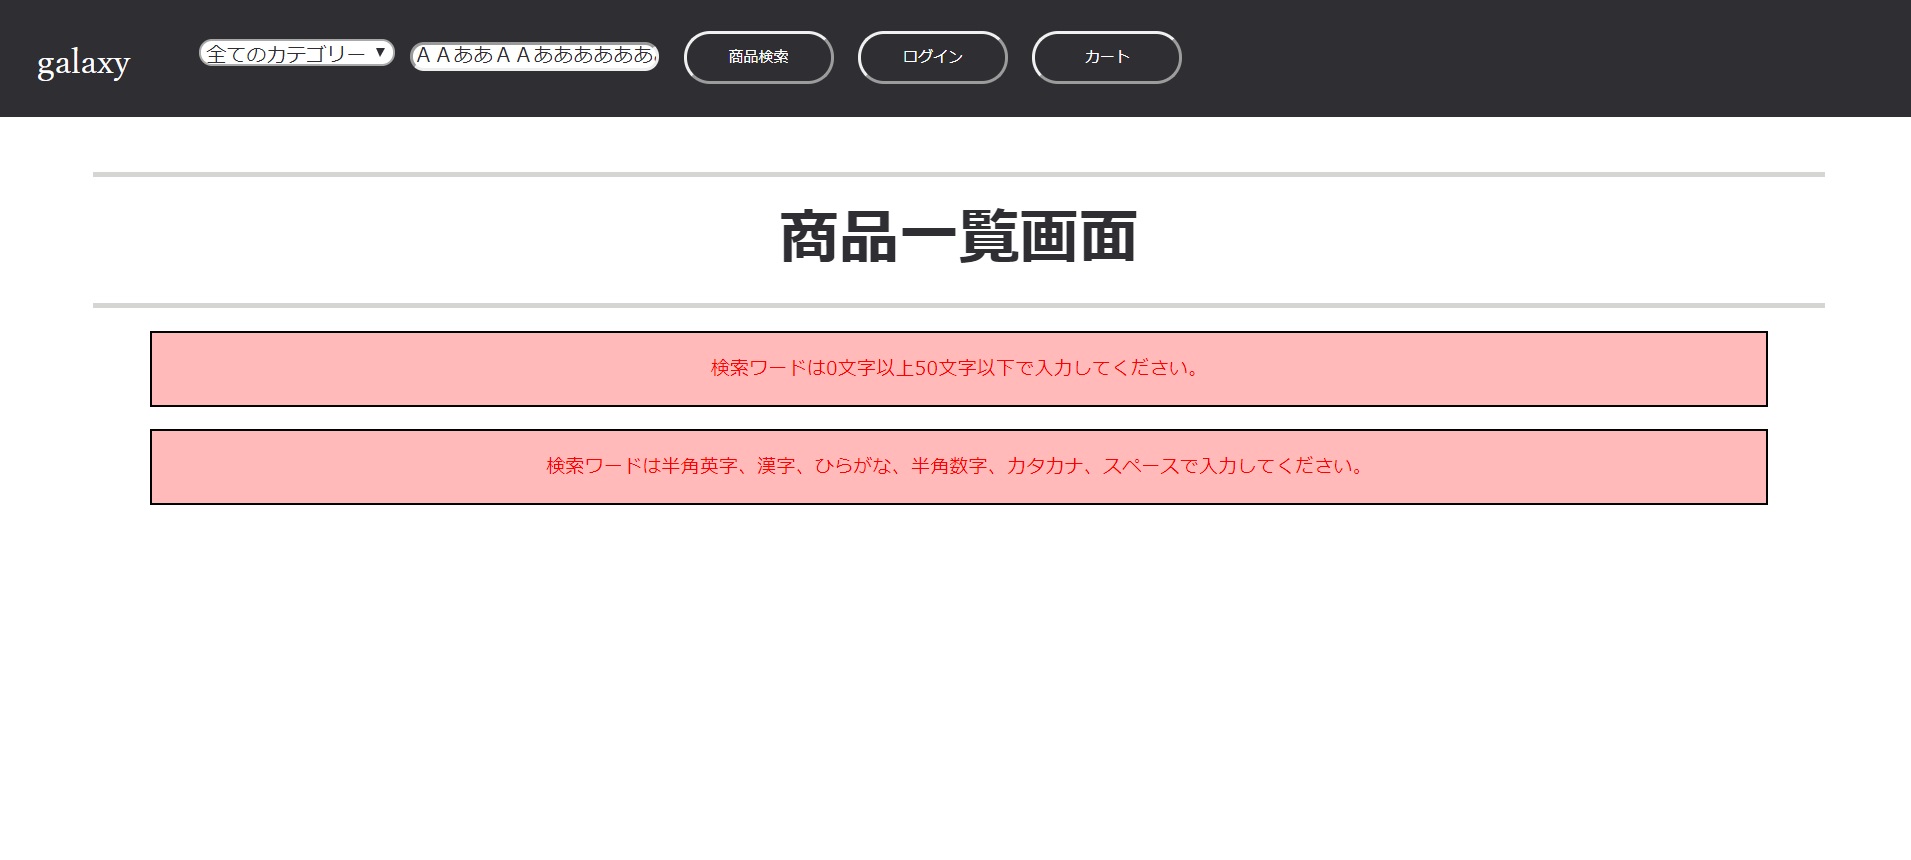 galaxy
全てのカテゴリー
ＡＡああＡＡああああああ
商品検索
ログイン
カート
商品一覧画面
検索ワードは0文字以上50文字以下で入力してください。
検索ワードは半角英字、漢字、ひらがな、半角数字、カタカナ、スペースで入力してください。